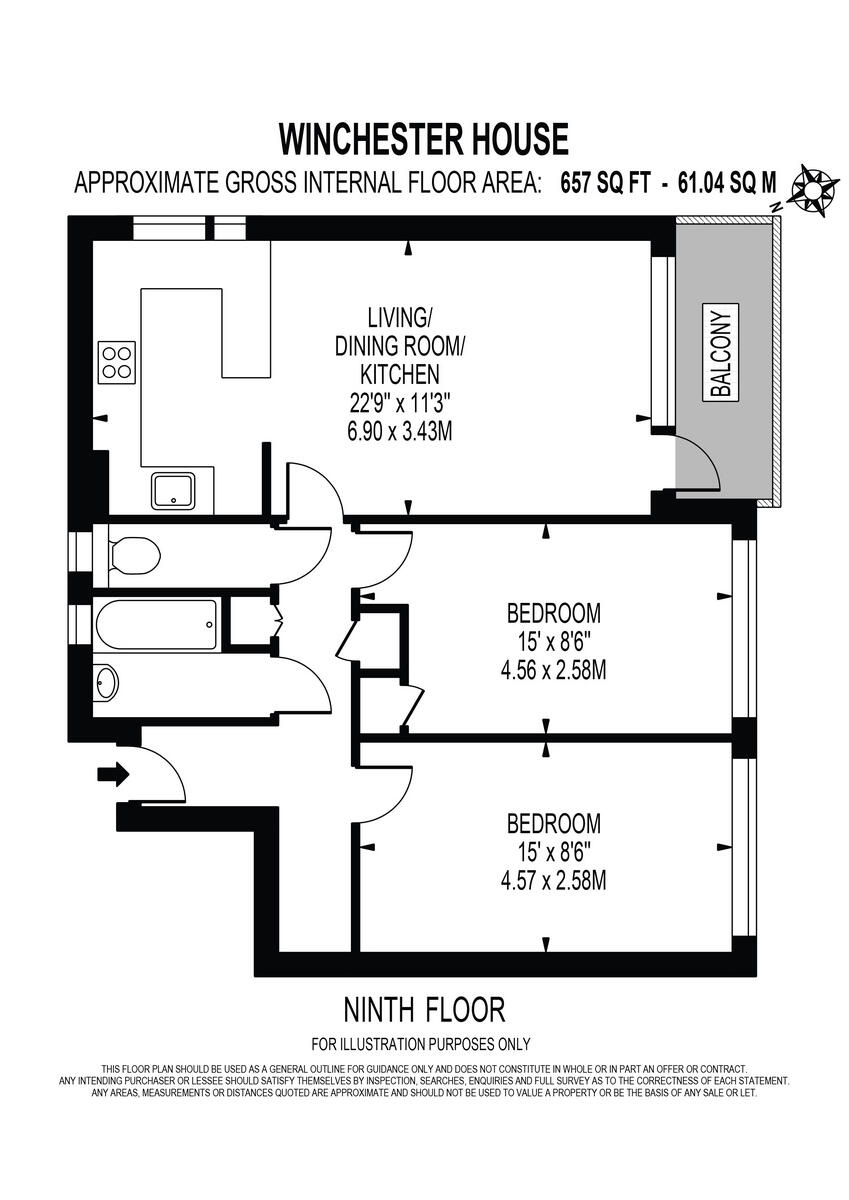 WINCHESTER HOUSE
APPROXIMATE GROSS INTERNAL FLOOR AREA: 657 SQ FT - 61.04 SQ M
N
LIVING/
DINING ROOM/
KITCHEN
22'9" x 11'3"
6.90 x 3.43M
BALCONY
BEDROOM
15' x 8'6"
4.56 x 2.58M
BEDROOM
15' x 8'6"
4.57 x 2.58M
NINTH FLOOR
FOR ILLUSTRATION PURPOSES ONLY
THIS FLOOR PLAN SHOULD BE USED AS A GENERAL OUTLINE FOR GUIDANCE ONLY AND DOES NOT CONSTITUTE IN WHOLE OR IN PART AN OFFER OR CONTRACT.
ANY INTENDING PURCHASER OR LESSEE SHOULD SATISFY THEMSELVES BY INSPECTION, SEARCHES, ENQUIRIES AND FULL SURVEY AS TO THE CORRECTNESS OF EACH STATEMENT.
ANY AREAS, MEASUREMENTS OR DISTANCES QUOTED ARE APPROXIMATE AND SHOULD NOT BE USED TO VALUE A PROPERTY OR BE THE BASIS OF ANY SALE OR LET.